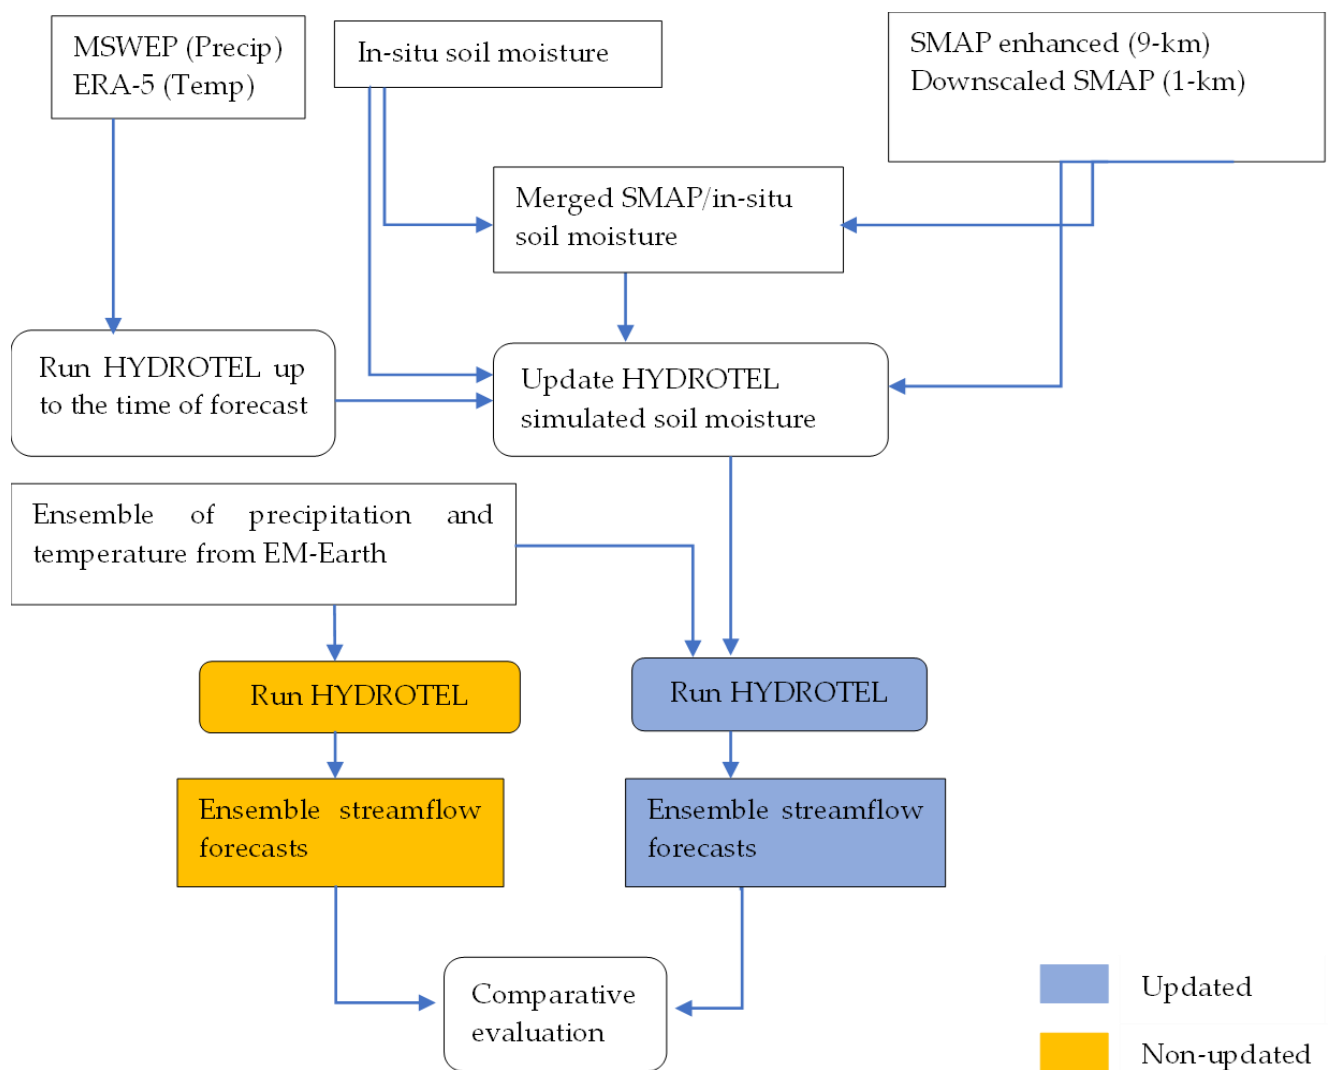 MSWEP (Precip)
ERA-5 (Temp)
In-situ soil moisture
SMAP enhanced (9-km)
Downscaled SMAP (1-km)
Merged SMAP/in-situ
soil moisture
Run HYDROTEL up
to the time of forecast
Update HYDROTEL
simulated soil moisture
Ensemble of precipitation and
temperature from EM-Earth
Run HYDROTEL
Run HYDROTEL
Ensemble streamflow
forecasts
Ensemble streamflow
forecasts
Comparative
evaluation
Updated
Non-updated